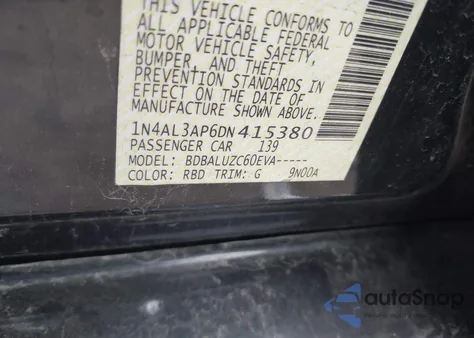 THIS VEHICLE CONFORMS TO
ALL APPLICABLE FEDERAL
MOTOR VEHICLE SAFETY,
BUMPER, AND THEFT
PREVENTION STANDARDS
IN EFFECT ON THE DATE OF
MANUFACTURE SHOWN ABOVE.
1N4AL3AP6DN415380
PASSENGER CAR 139
MODEL: BDBALUZC60EVA-----
COLOR: RBD TRIM: G 9N00A
autaSnap